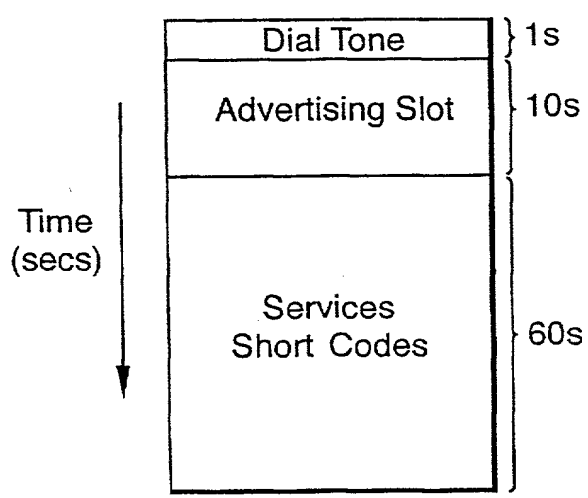 Dial Tone
1s
Advertising Slot
10s
Time
(secs)
Services
Short Codes
60s